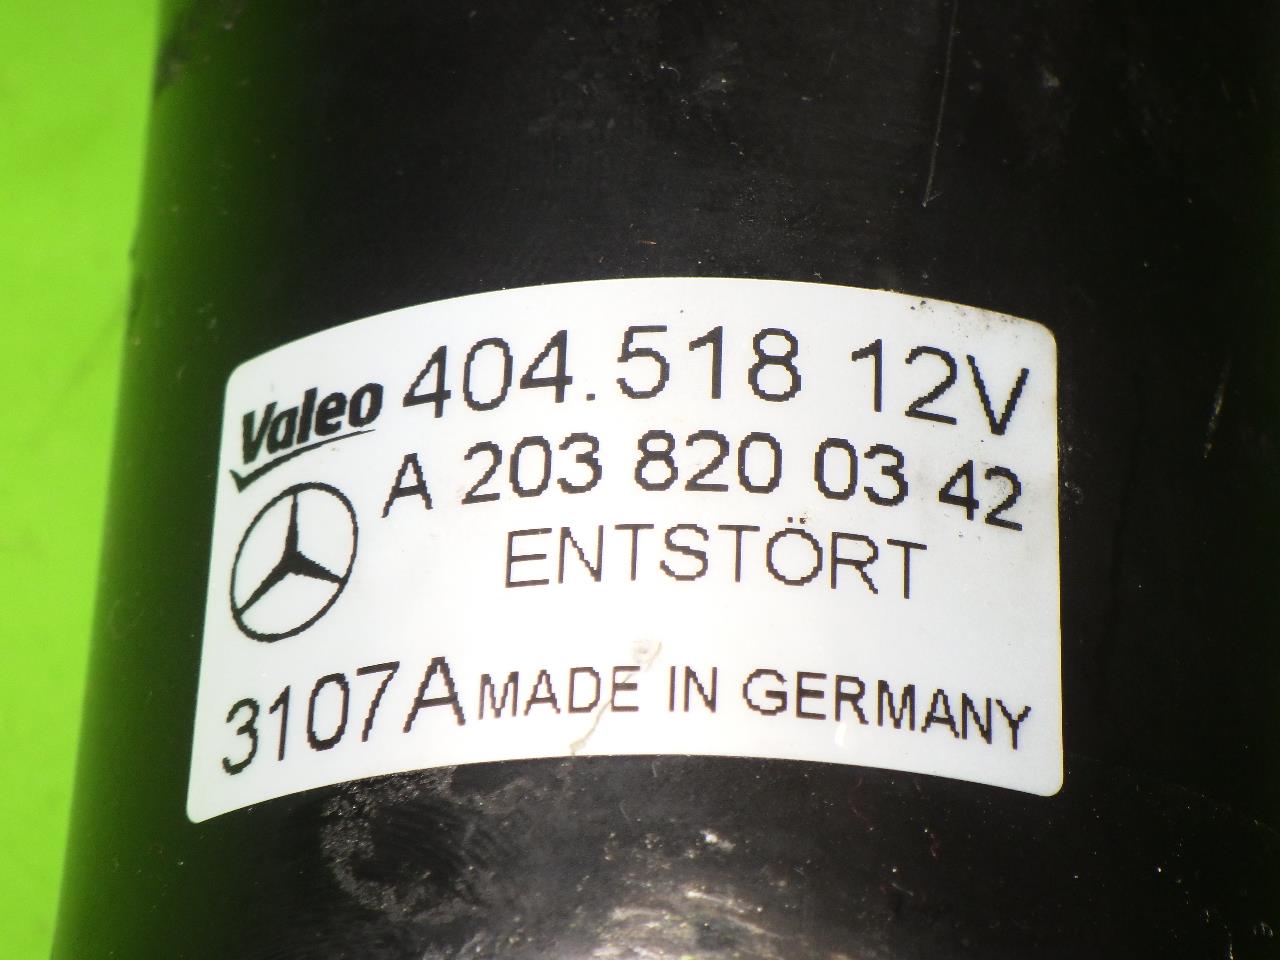 Valeo 404.518 12V
A 203 820 03 42
ENTSTÖRT
3107A MADE IN GERMANY